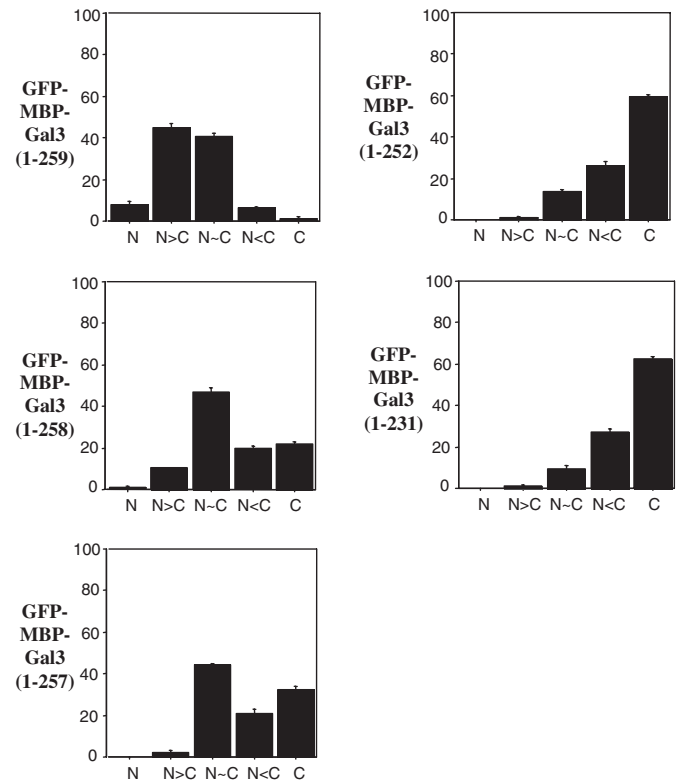 GFP-
MBP-
Gal3
(1-259)
100
80
60
40
20
0
N N>C N~C N<C C
GFP-
MBP-
Gal3
(1-252)
100
80
60
40
20
0
N N>C N~C N<C C
GFP-
MBP-
Gal3
(1-258)
100
80
60
40
20
0
N N>C N~C N<C C
GFP-
MBP-
Gal3
(1-231)
100
80
60
40
20
0
N N>C N~C N<C C
GFP-
MBP-
Gal3
(1-257)
100
80
60
40
20
0
N N>C N~C N<C C